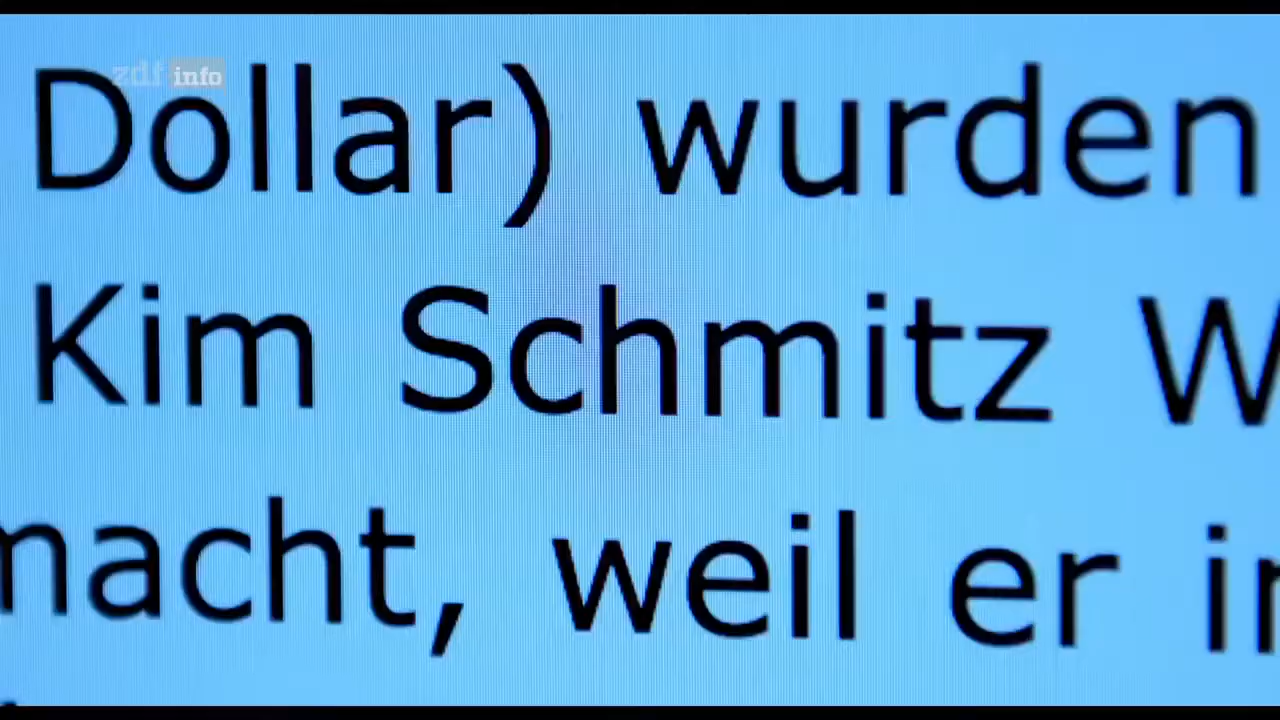 zdf info
Dollar) wurden
Kim Schmitz W
macht, weil er